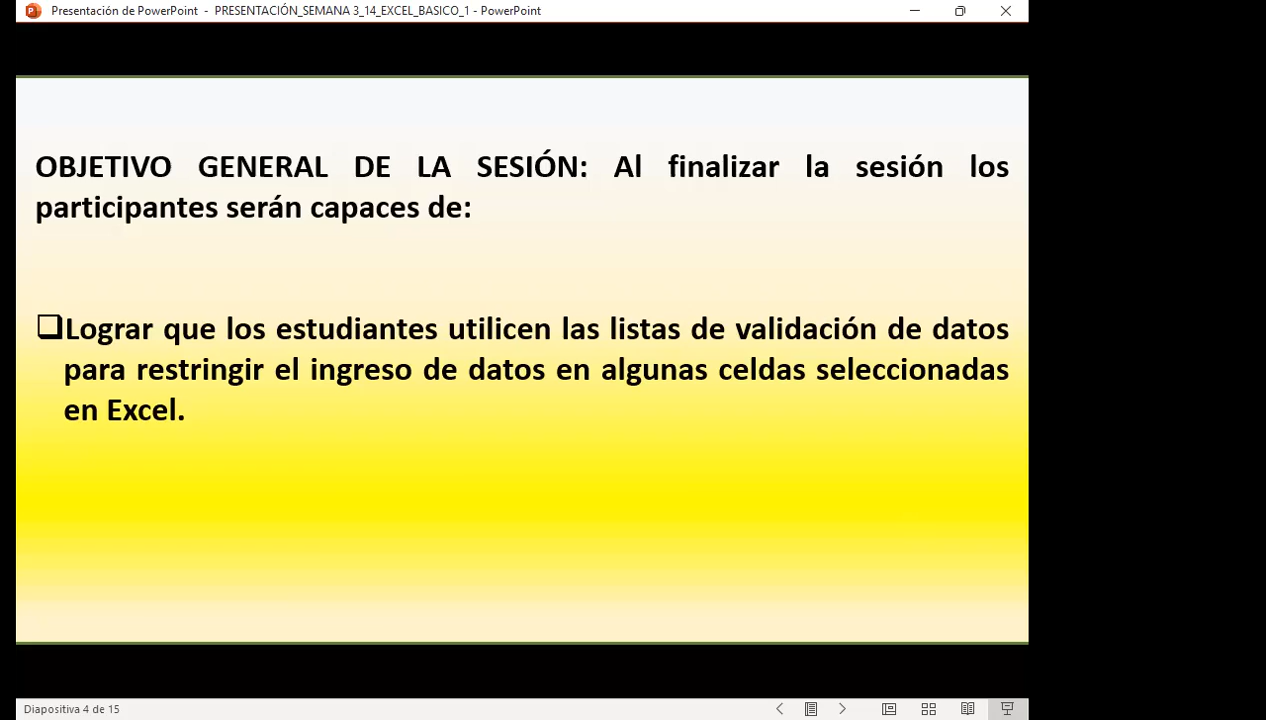 Presentación de PowerPoint - PRESENTACIÓN_SEMANA 3_14_EXCEL_BASICO_1 - PowerPoint
OBJETIVO GENERAL DE LA SESIÓN: Al finalizar la sesión los
participantes serán capaces de:
Lograr que los estudiantes utilicen las listas de validación de datos
para restringir el ingreso de datos en algunas celdas seleccionadas
en Excel.
Diapositiva 4 de 15